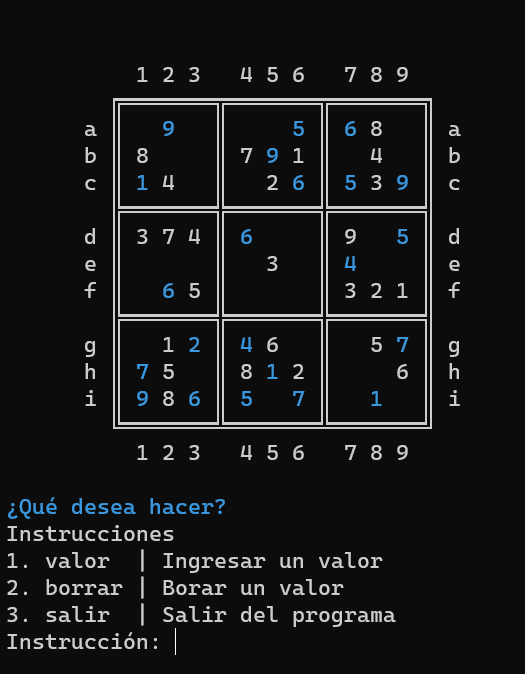 1 2 3 4 5 6 7 8 9
a 9 5 6 8 a
b 8 7 9 1 4 b
c 1 4 2 6 5 3 9 c
d 3 7 4 6 9 5 d
e 3 4 e
f 6 5 3 2 1 f
g 1 2 4 6 5 7 g
h 7 5 8 1 2 6 h
i 9 8 6 5 7 1 i
1 2 3 4 5 6 7 8 9
¿Qué desea hacer?
Instrucciones
1. valor | Ingresar un valor
2. borrar | Borar un valor
3. salir | Salir del programa
Instrucción: